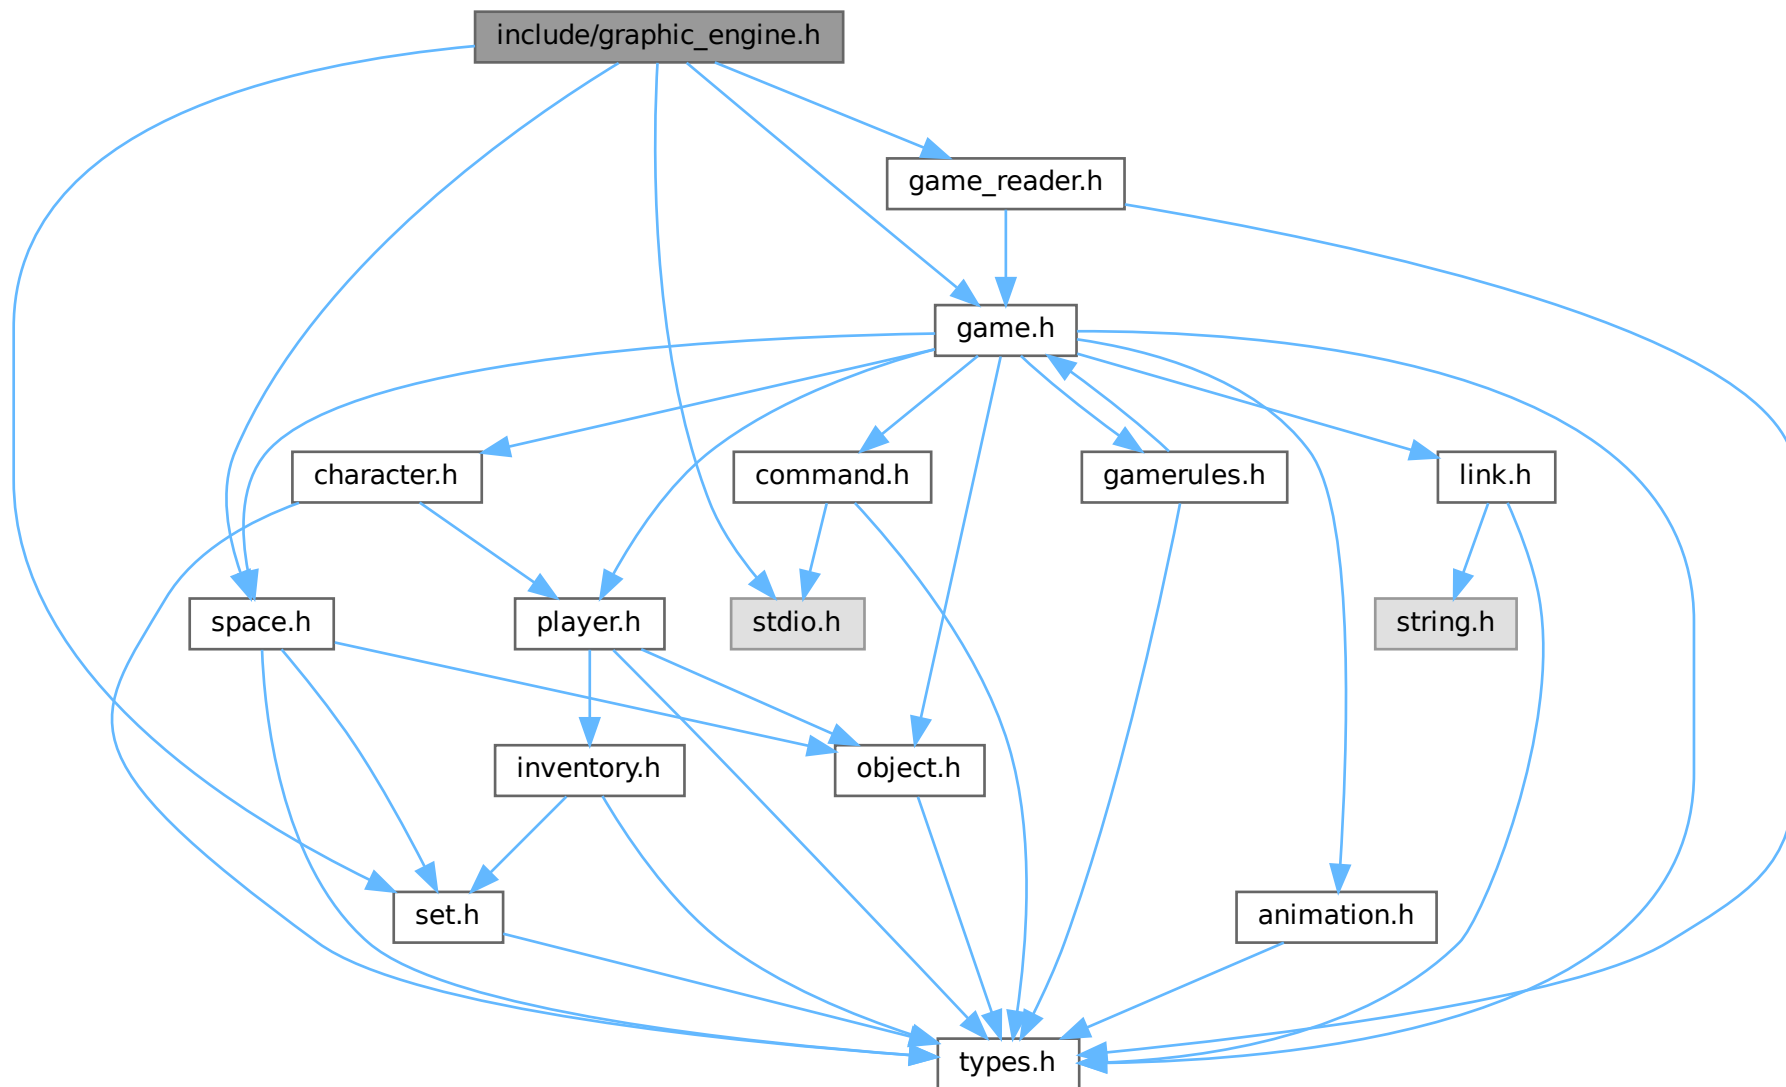 include/graphic_engine.h
game_reader.h
game.h
character.h
command.h
gamerules.h
link.h
space.h
player.h
stdio.h
string.h
inventory.h
object.h
set.h
animation.h
types.h